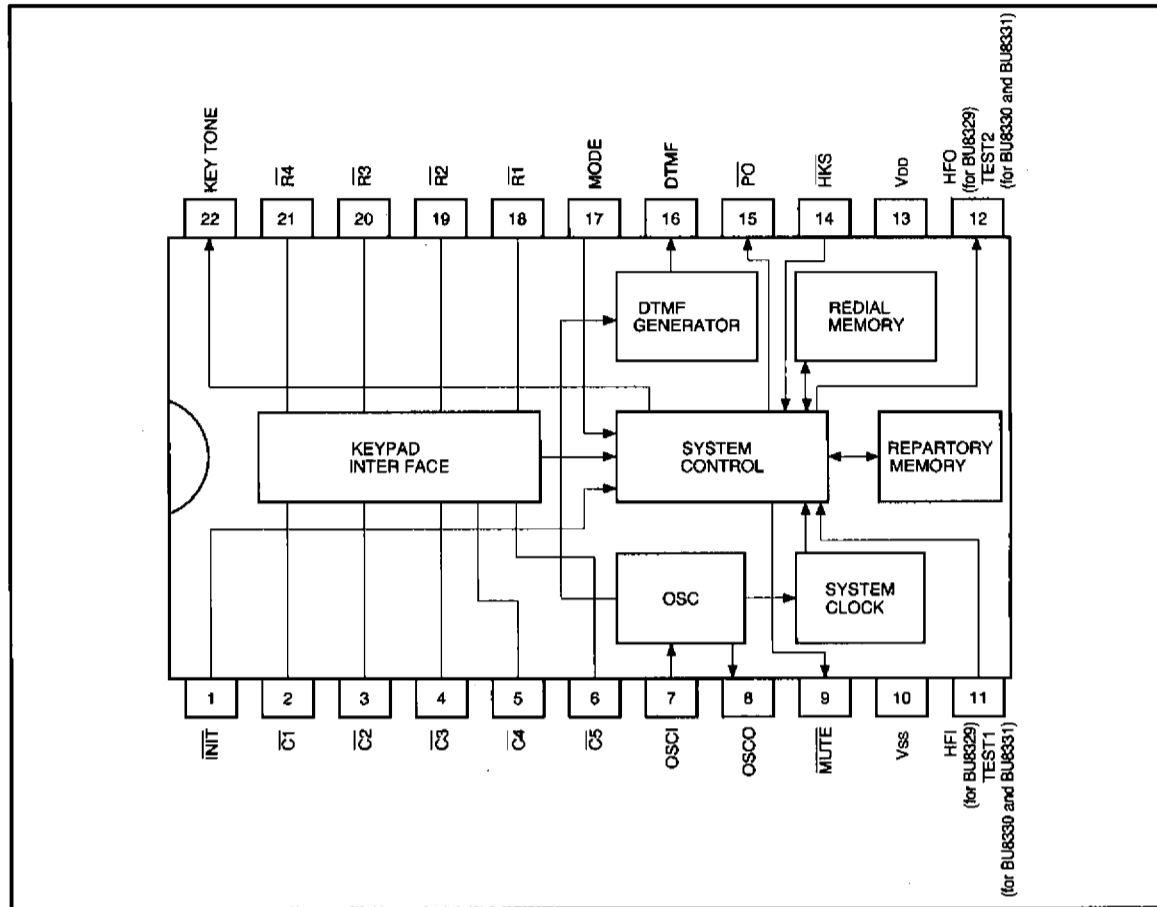 KEY TONE
R4
R3
R2
R1
MODE
DTMF
PO
HKS
VDD
HFO
(for BU8329)
TEST2
(for BU8330 and BU8331)
22
21
20
19
18
17
16
15
14
13
12
DTMF
GENERATOR
REDIAL
MEMORY
KEYPAD
INTER FACE
SYSTEM
CONTROL
REPARTORY
MEMORY
OSC
SYSTEM
CLOCK
1
2
3
4
5
6
7
8
9
10
11
INIT
C1
C2
C3
C4
C5
OSCI
OSCO
MUTE
VSS
HFI
(for BU8329)
TEST1
(for BU8330 and BU8331)